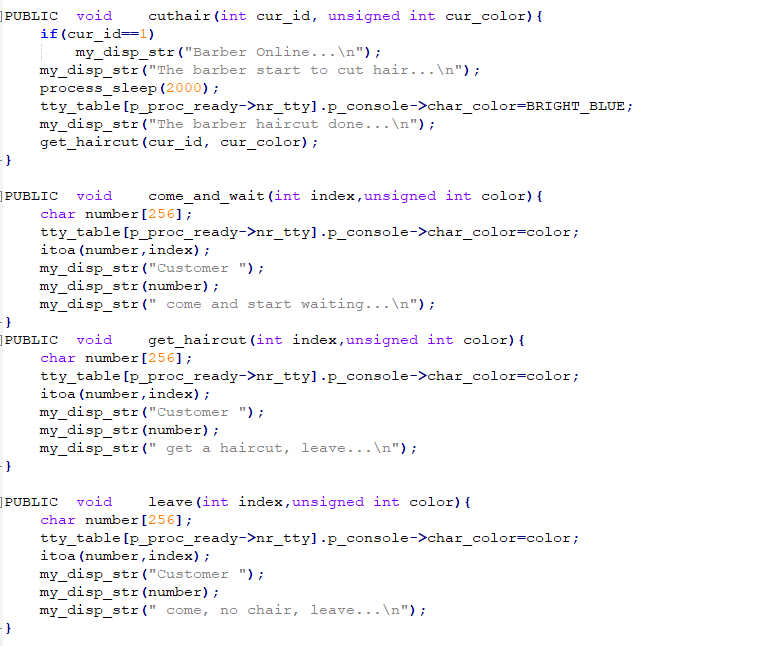 PUBLIC  void    cuthair(int cur_id, unsigned int cur_color){
    if(cur_id==1)
        my_disp_str("Barber Online...\n");
    my_disp_str("The barber start to cut hair...\n");
    process_sleep(2000);
    tty_table[p_proc_ready->nr_tty].p_console->char_color=BRIGHT_BLUE;
    my_disp_str("The barber haircut done...\n");
    get_haircut(cur_id, cur_color);
}

PUBLIC  void    come_and_wait(int index,unsigned int color){
    char number[256];
    tty_table[p_proc_ready->nr_tty].p_console->char_color=color;
    itoa(number,index);
    my_disp_str("Customer ");
    my_disp_str(number);
    my_disp_str(" come and start waiting...\n");
}
PUBLIC  void    get_haircut(int index,unsigned int color){
    char number[256];
    tty_table[p_proc_ready->nr_tty].p_console->char_color=color;
    itoa(number,index);
    my_disp_str("Customer ");
    my_disp_str(number);
    my_disp_str(" get a haircut, leave...\n");
}

PUBLIC  void    leave(int index,unsigned int color){
    char number[256];
    tty_table[p_proc_ready->nr_tty].p_console->char_color=color;
    itoa(number,index);
    my_disp_str("Customer ");
    my_disp_str(number);
    my_disp_str(" come, no chair, leave...\n");
}